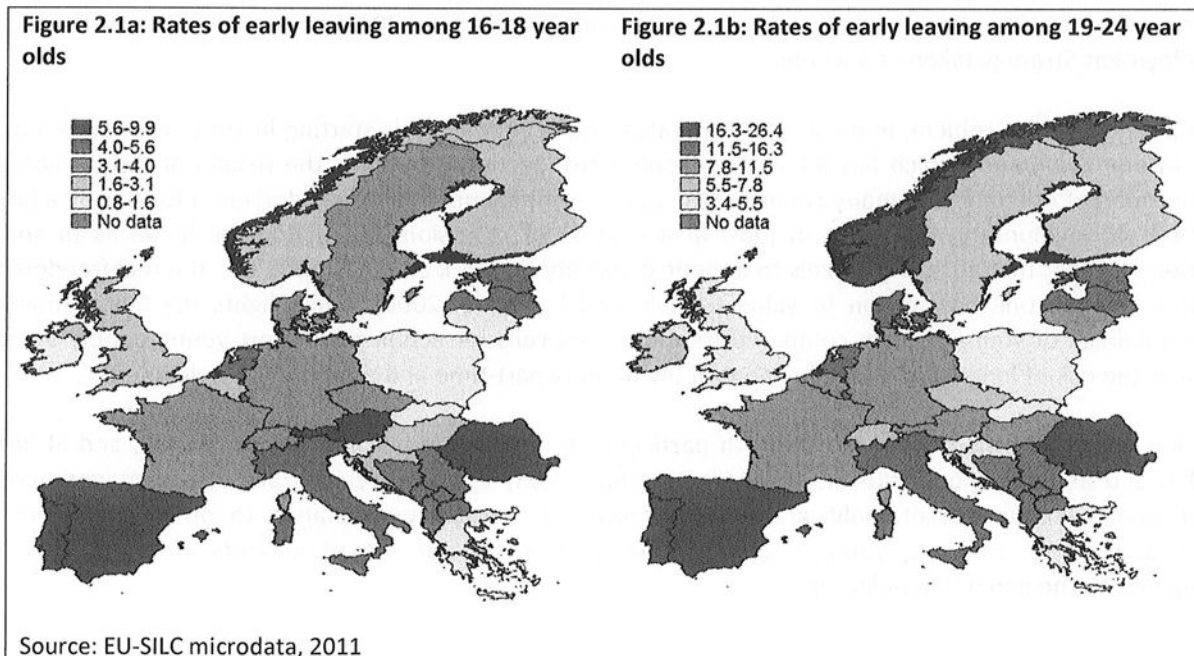 Figure 2.1a: Rates of early leaving among 16-18 year
olds
5.6-9.9
4.0-5.6
3.1-4.0
1.6-3.1
0.8-1.6
No data
Figure 2.1b: Rates of early leaving among 19-24 year
olds
16.3-26.4
11.5-16.3
7.8-11.5
5.5-7.8
3.4-5.5
No data
Source: EU-SILC microdata, 2011